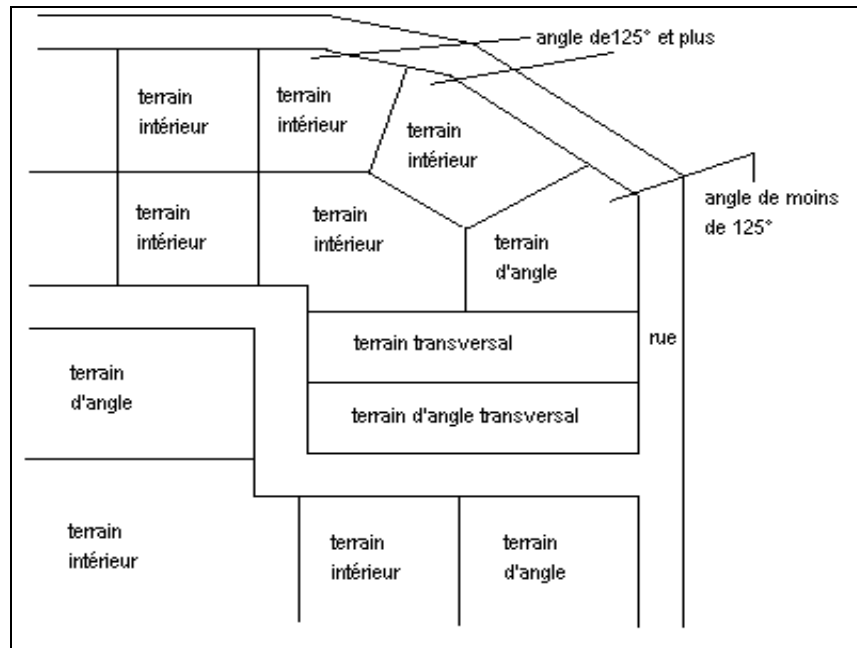 angle de125° et plus
terrain
intérieur
terrain
intérieur
terrain
intérieur
angle de moins
de 125°
terrain
intérieur
terrain
intérieur
terrain
d'angle
terrain transversal
rue
terrain
d'angle
terrain d'angle transversal
terrain
intérieur
terrain
intérieur
terrain
d'angle